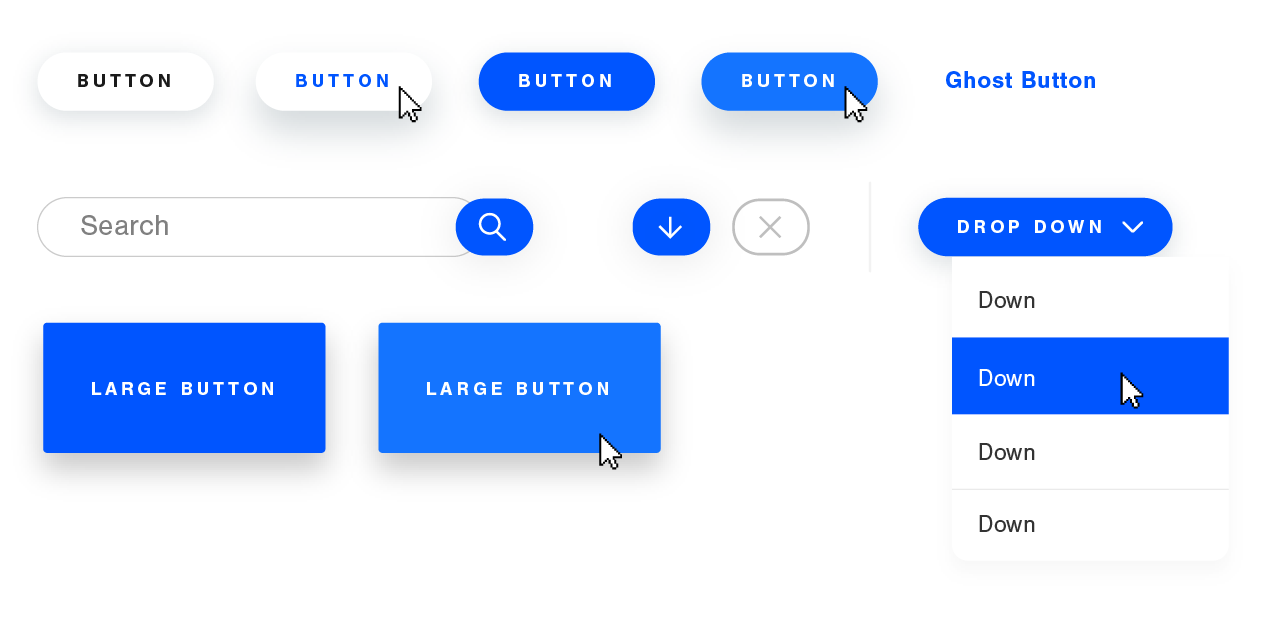 BUTTON
BUTTON
BUTTON
BUTTON
Ghost Button
Search
DROP DOWN
Down
Down
Down
Down
LARGE BUTTON
LARGE BUTTON